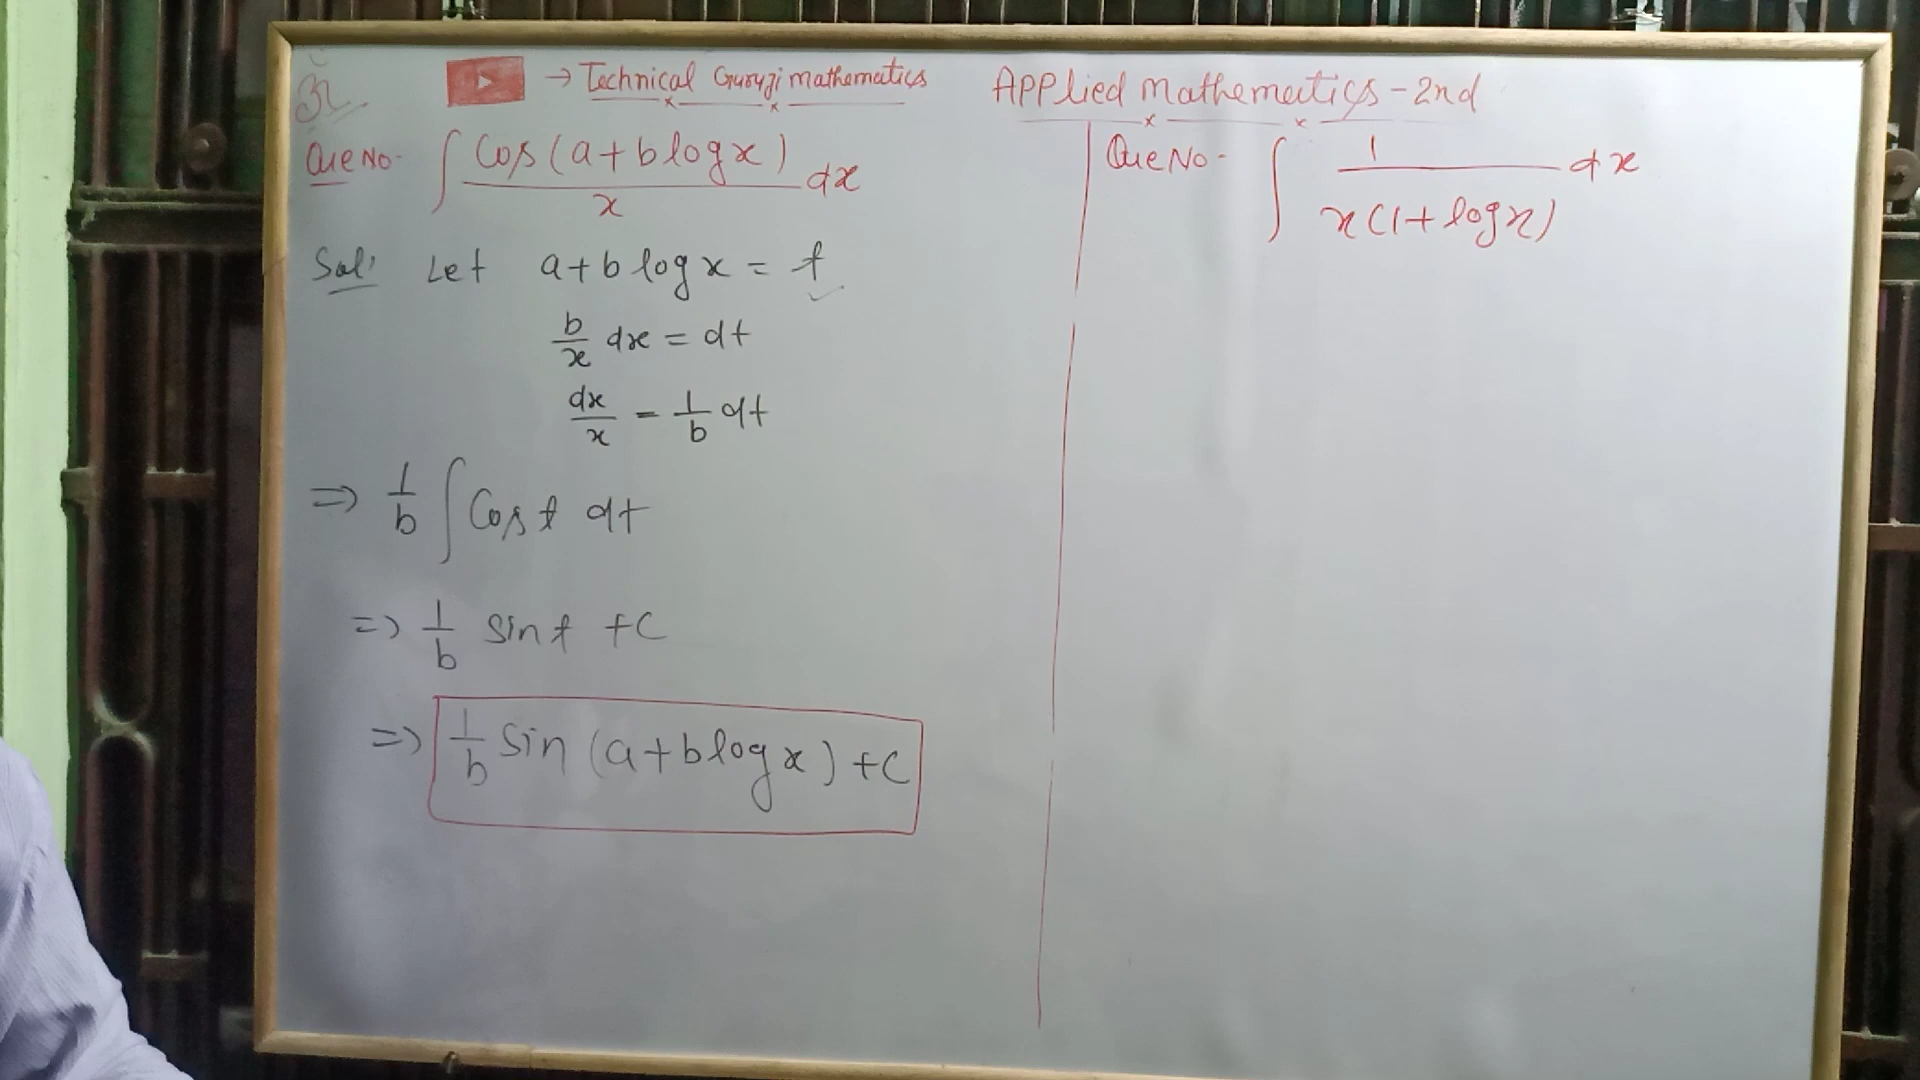 ॐ
→ Technical Guruji mathematics
Applied Mathematics-2nd
Que No- ∫ Cos(a+b log x)/x dx
Sol: Let a+b log x = t
b/x dx = dt
dx/x = 1/b dt
=> 1/b ∫ Cos t dt
=> 1/b sin t +C
=> 1/b sin (a+b log x) +C
Que No- ∫ 1/x(1+log x) dx